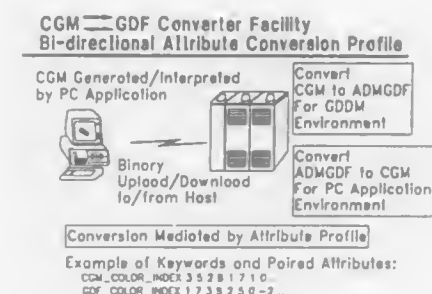 CGM ⇄ GDF Converter Facility
Bi-directional Attribute Conversion Profile
CGM Generated/Interpreted
by PC Application
Convert
CGM to ADMGDF
For GDDM
Environment
Binary
Upload/Download
to/from Host
Convert
ADMGDF to CGM
For PC Application
Environment
Conversion Mediated by Attribute Profile
Example of Keywords and Paired Attributes:
CGM_COLOR_INDEX 3 5 2 8 1 7 1 0..
GDF_COLOR_INDEX 1 7 3 5 2 5 0 -2..